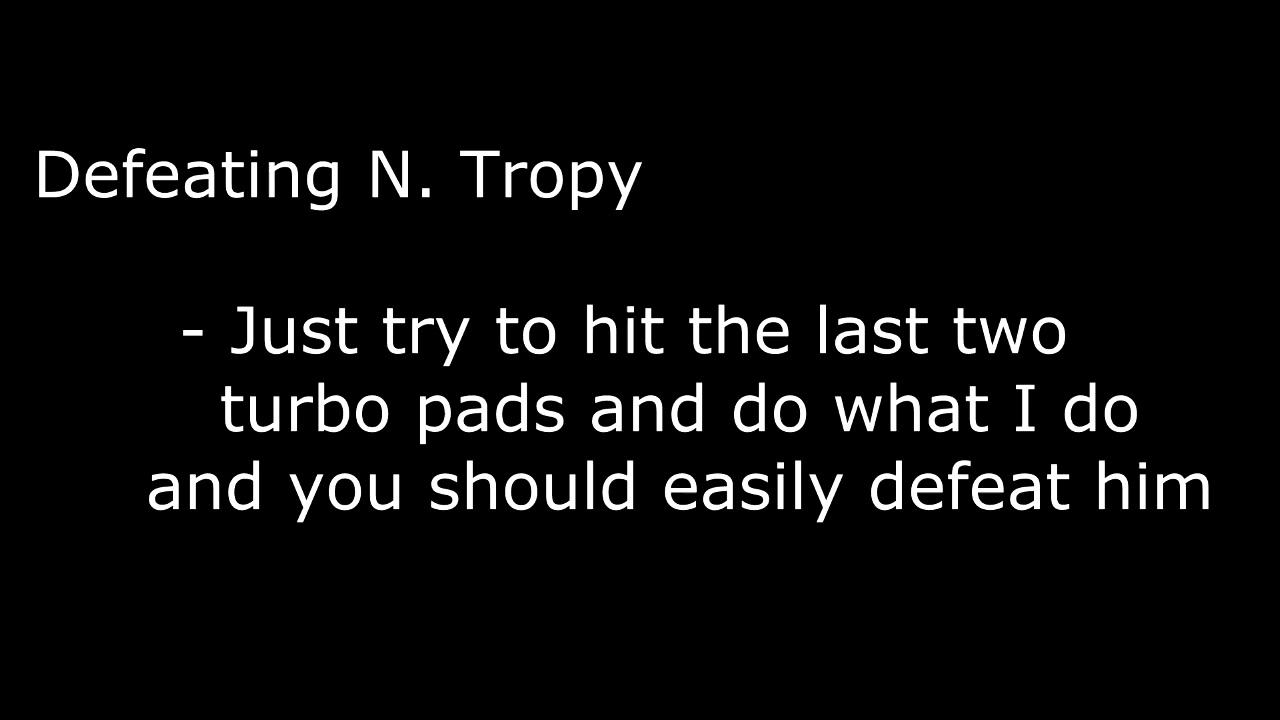 Defeating N. Tropy
- Just try to hit the last two
turbo pads and do what I do
and you should easily defeat him